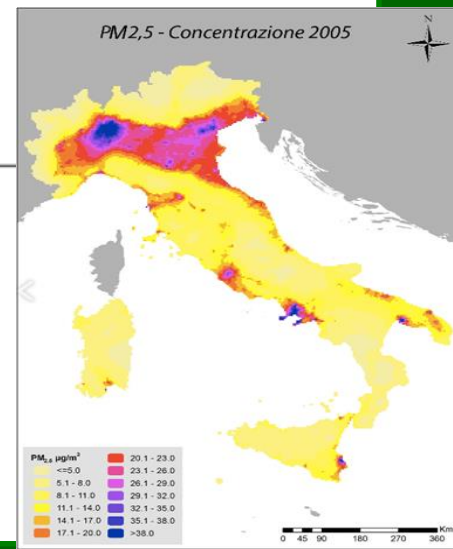 PM2,5 - Concentrazione 2005
N
PM2,5 µg/m³
<=5.0
5.1 - 8.0
8.1 - 11.0
11.1 - 14.0
14.1 - 17.0
17.1 - 20.0
20.1 - 23.0
23.1 - 26.0
26.1 - 29.0
29.1 - 32.0
32.1 - 35.0
35.1 - 38.0
>38.0
Km
0 45 90 180 270 360